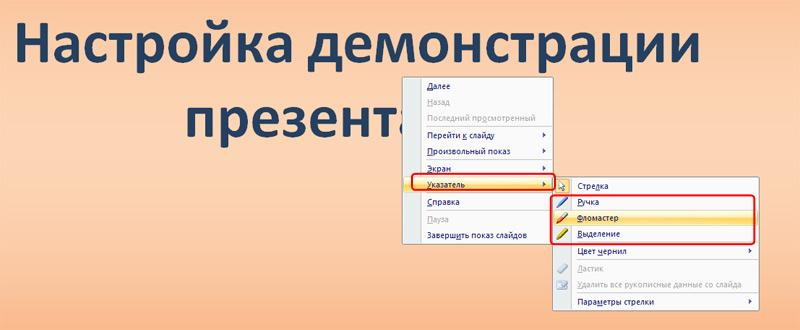 Настройка демонстрации
презента
Далее
Назад
Последний просмотренный
Перейти к слайду
Произвольный показ
Экран
Указатель
Справка
Пауза
Завершить показ слайдов
Стрелка
Ручка
Фломастер
Выделение
Цвет чернил
Ластик
Удалить все рукописные данные со слайда
Параметры стрелки